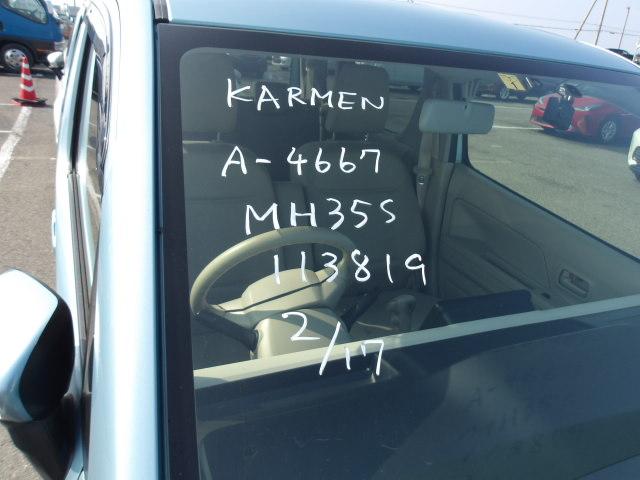 KARMEN
A-4667
MH35S
113819
2/17